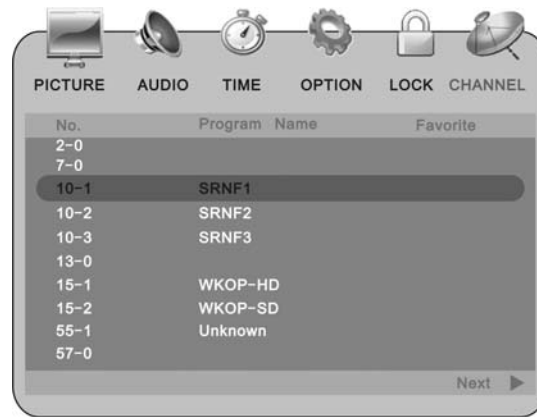 PICTURE AUDIO TIME OPTION LOCK CHANNEL
No. Program Name Favorite
2-0
7-0
10-1 SRNF1
10-2 SRNF2
10-3 SRNF3
13-0
15-1 WKOP-HD
15-2 WKOP-SD
55-1 Unknown
57-0
Next